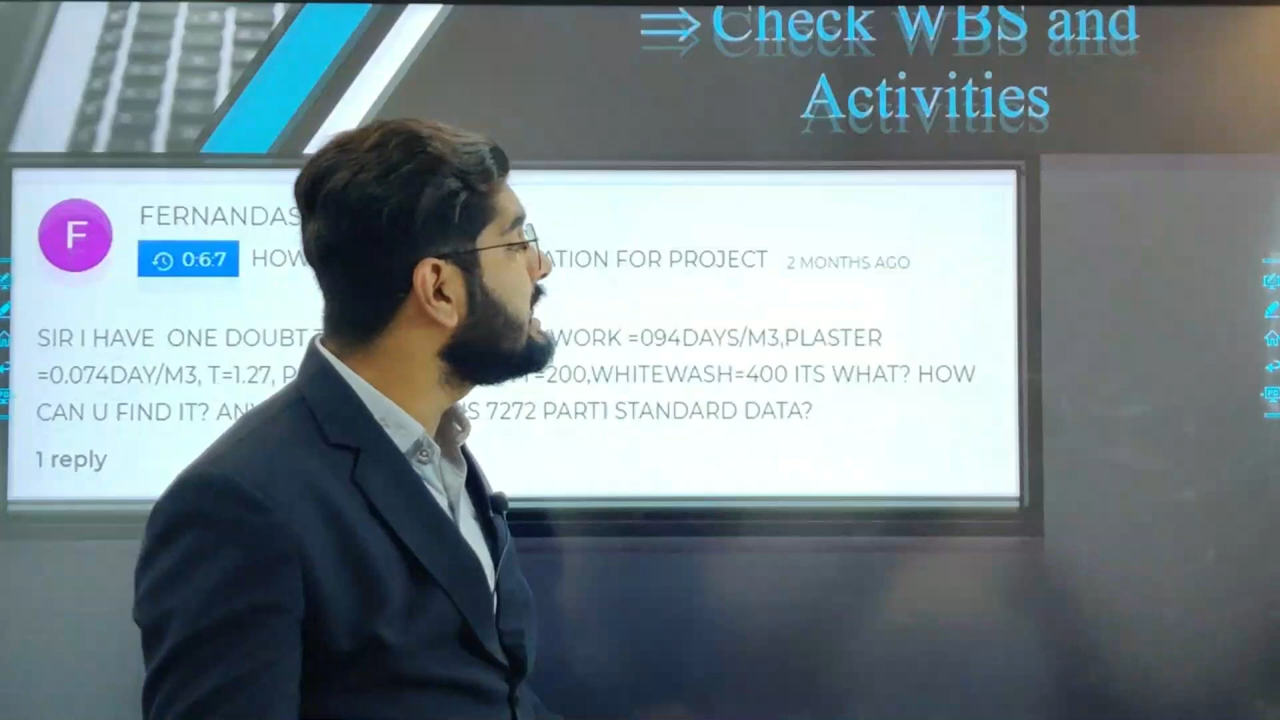 ⇒ Check WBS and
Activities
F
FERNANDAS
0:6:7 HOW ATION FOR PROJECT 2 MONTHS AGO
SIR I HAVE ONE DOUBT WORK =094DAYS/M3,PLASTER
=0.074DAY/M3, T=1.27, =200,WHITEWASH=400 ITS WHAT? HOW
CAN U FIND IT? 7272 PART1 STANDARD DATA?
1 reply